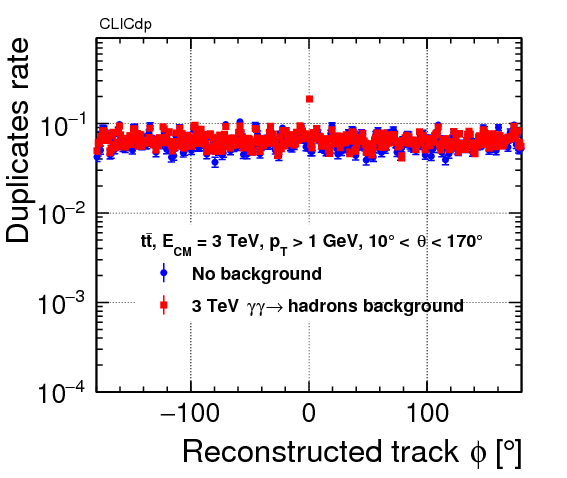 CLICdp
Duplicates rate
10⁻¹
10⁻²
10⁻³
10⁻⁴
tt̄, E_CM = 3 TeV, p_T > 1 GeV, 10° < θ < 170°
No background
3 TeV γγ→ hadrons background
−100 0 100
Reconstructed track ϕ [°]